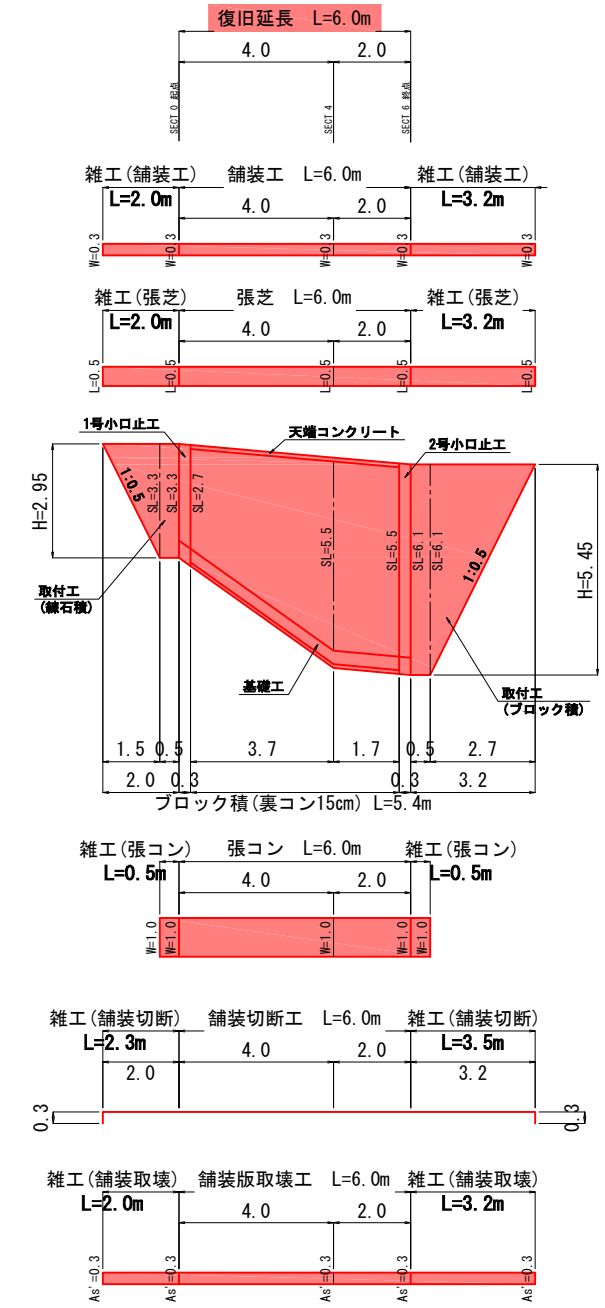 復旧延長 L=6.0m
4.0 2.0
SECT 0 起点
SECT 4
SECT 6 終点
雑工(舗装工) 舗装工 L=6.0m 雑工(舗装工)
L=2.0m L=3.2m
4.0 2.0
W=0.3 W=0.3 W=0.3 W=0.3 W=0.3
雑工(張芝) 張芝 L=6.0m 雑工(張芝)
L=2.0m L=3.2m
4.0 2.0
L=0.5 L=0.5 L=0.5 L=0.5 L=0.5
1号小口止工
天端コンクリート
2号小口止工
H=2.95
1:0.5
SL=3.3
SL=3.3
SL=2.7
SL=5.5
SL=5.5
SL=6.1
SL=6.1
1:0.5
H=5.45
取付工
(練石積)
基礎工
取付工
(ブロック積)
1.5 0.5 3.7 1.7 0.5 2.7
2.0 0.3 0.3 3.2
ブロック積(裏コン15cm) L=5.4m
雑工(張コン) 張コン L=6.0m 雑工(張コン)
L=0.5m L=0.5m
4.0 2.0
W=1.0 W=1.0 W=1.0 W=1.0
雑工(舗装切断) 舗装切断工 L=6.0m 雑工(舗装切断)
L=2.3m L=3.5m
4.0 2.0
2.0 3.2
0.3 0.3
雑工(舗装取壊) 舗装版取壊工 L=6.0m 雑工(舗装取壊)
L=2.0m L=3.2m
4.0 2.0
As'=0.3 As'=0.3 As'=0.3 As'=0.3 As'=0.3